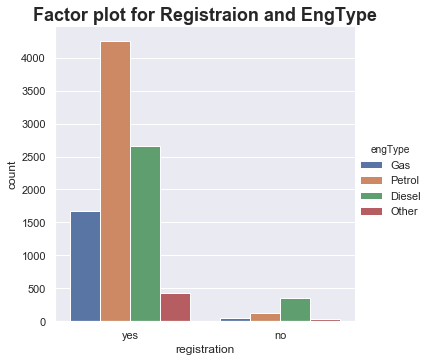 Factor plot for Registraion and EngType
4000
3500
3000
2500
2000
1500
1000
500
0
count
yes
no
registration
engType
Gas
Petrol
Diesel
Other